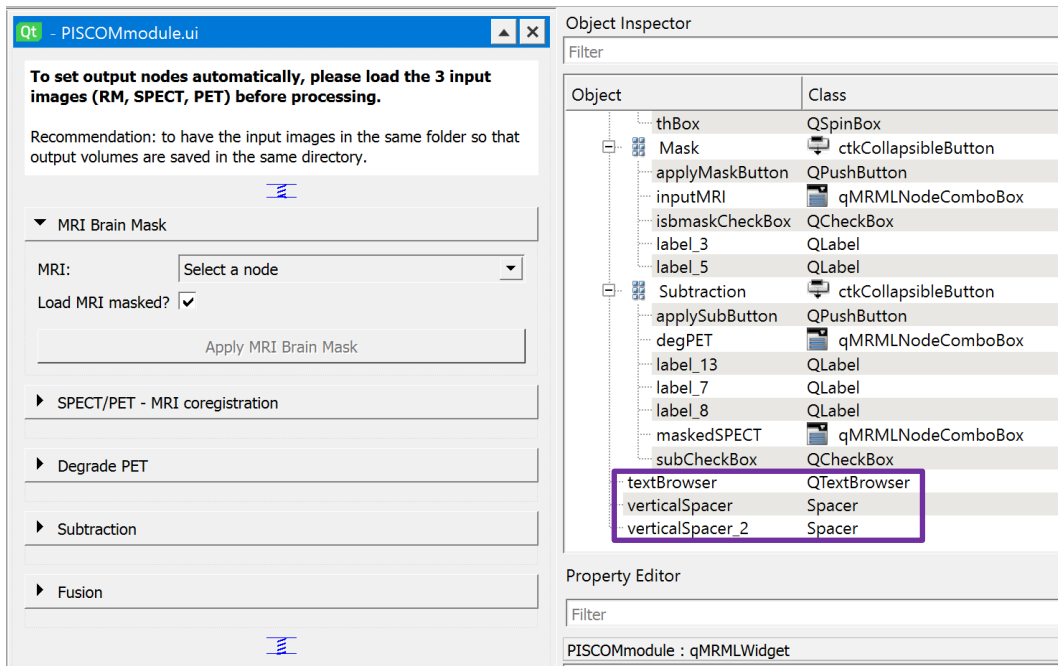 Qt - PISCOMmodule.ui
To set output nodes automatically, please load the 3 input
images (RM, SPECT, PET) before processing.
Recommendation: to have the input images in the same folder so that
output volumes are saved in the same directory.
MRI Brain Mask
MRI: Select a node
Load MRI masked?
Apply MRI Brain Mask
SPECT/PET - MRI coregistration
Degrade PET
Subtraction
Fusion
Object Inspector
Filter
Object Class
thBox QSpinBox
Mask ctkCollapsibleButton
applyMaskButton QPushButton
inputMRI qMRMLNodeComboBox
isbmaskCheckBox QCheckBox
label_3 QLabel
label_5 QLabel
Subtraction ctkCollapsibleButton
applySubButton QPushButton
degPET qMRMLNodeComboBox
label_13 QLabel
label_7 QLabel
label_8 QLabel
maskedSPECT qMRMLNodeComboBox
subCheckBox QCheckBox
textBrowser QTextBrowser
verticalSpacer Spacer
verticalSpacer_2 Spacer
Property Editor
Filter
PISCOMmodule : qMRMLWidget